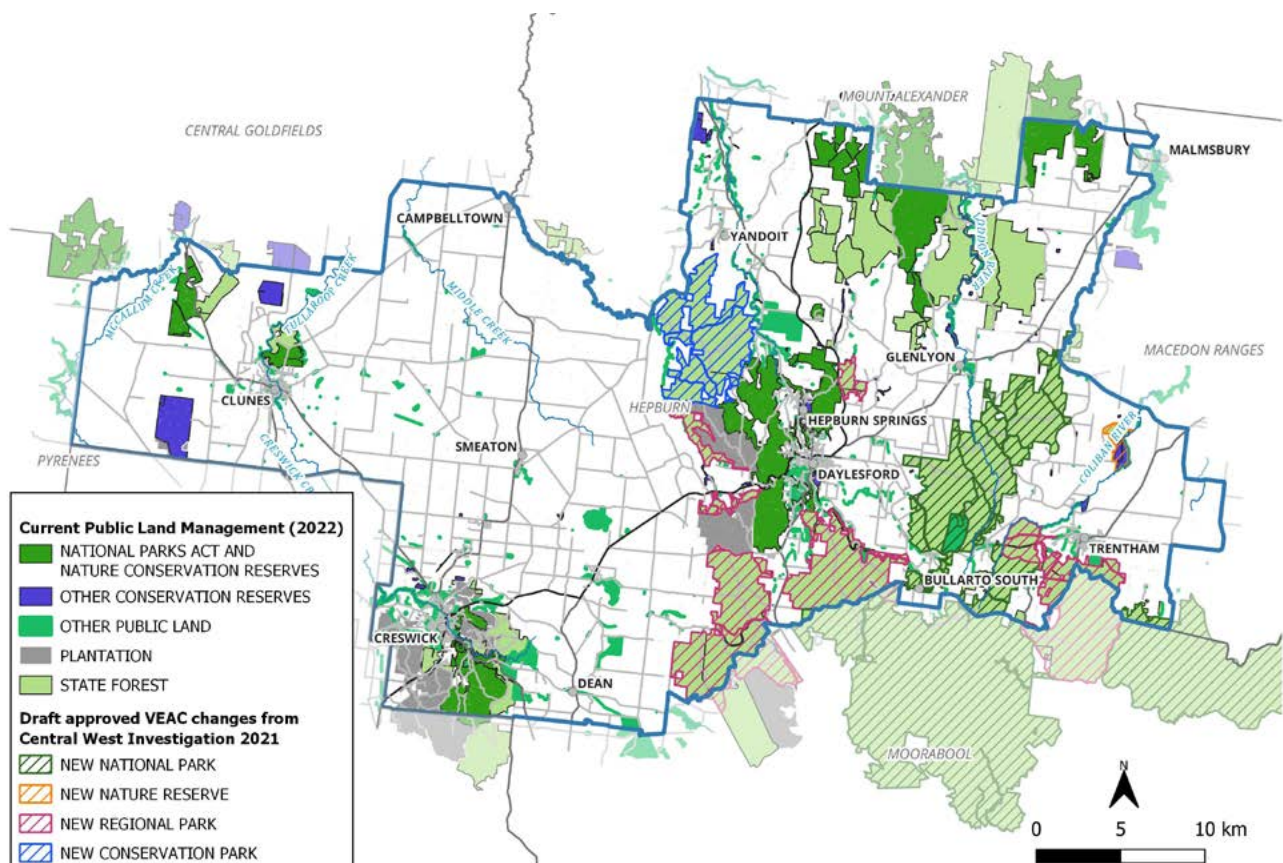 MOUNT ALEXANDER
CENTRAL GOLDFIELDS
MALMSBURY
CAMPBELLTOWN
YANDOIT
YODDON RIVER
MCCALLUM CREEK
TULLAROOP CREEK
MIDDLE CREEK
GLENLYON
MACEDON RANGES
CLUNES
HEPBURN
HEPBURN SPRINGS
COLIBAN RIVER
PYRENEES
CRESWICK CR
SMEATON
DAYLESFORD
TRENTHAM
BULLARTO SOUTH
CRESWICK
DEAN
MOORABOOL
Current Public Land Management (2022)
NATIONAL PARKS ACT AND
NATURE CONSERVATION RESERVES
OTHER CONSERVATION RESERVES
OTHER PUBLIC LAND
PLANTATION
STATE FOREST
Draft approved VEAC changes from
Central West Investigation 2021
NEW NATIONAL PARK
NEW NATURE RESERVE
NEW REGIONAL PARK
NEW CONSERVATION PARK
N
0 5 10 km